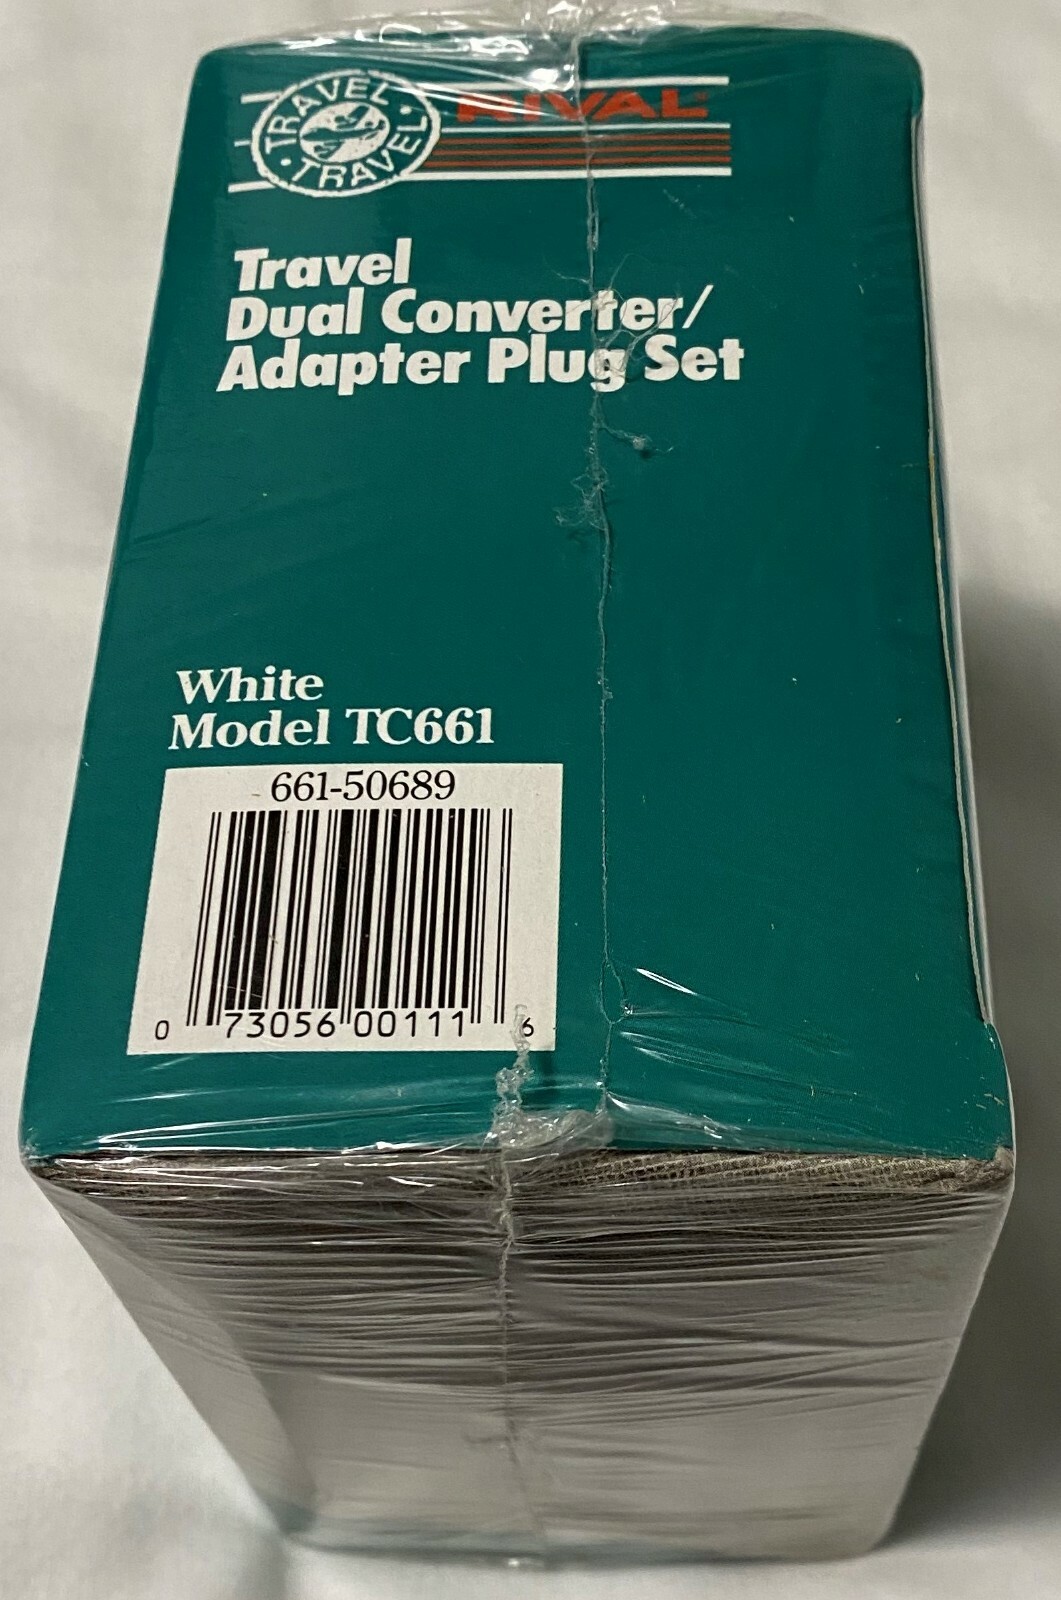 TRAVEL · TRAVEL ·
RIVAL
Travel
Dual Converter/
Adapter Plug Set
White
Model TC661
661-50689
0 73056 00111 6